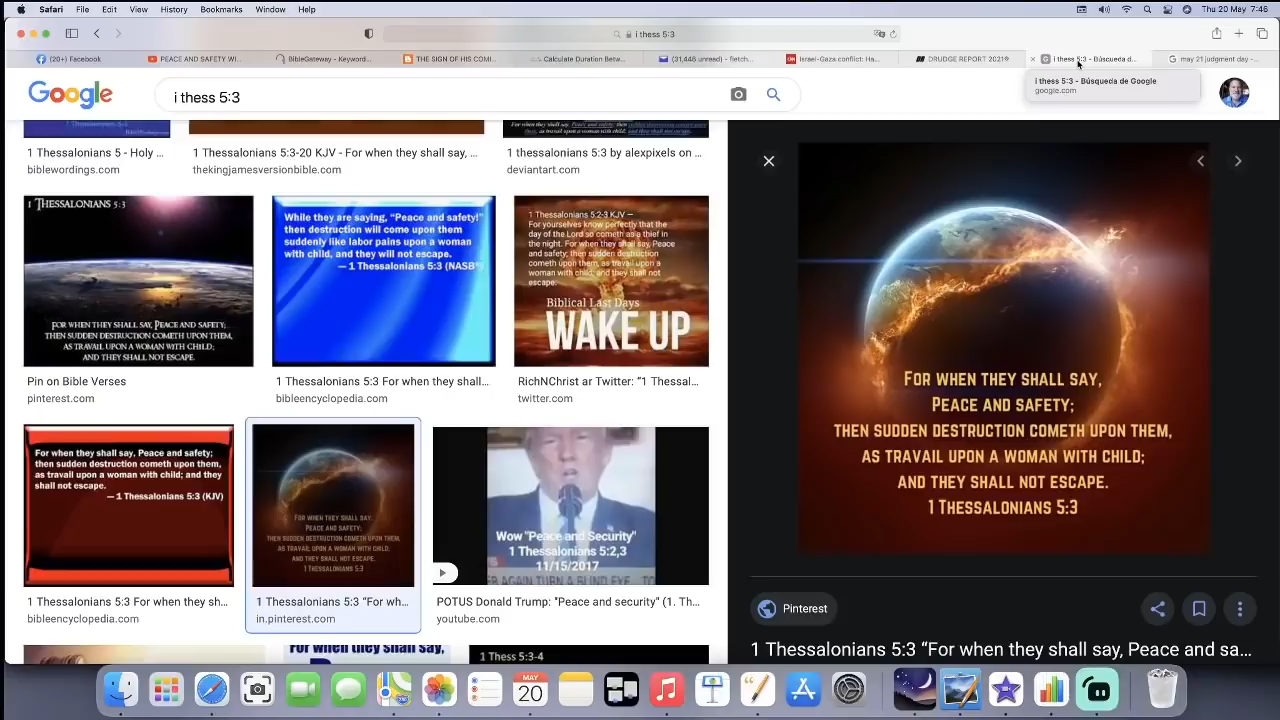 Safari File Edit View History Bookmarks Window Help
Thu 20 May 7:46
i thess 5:3
(20+) Facebook
PEACE AND SAFETY WI...
BibleGateway - Keyword...
THE SIGN OF HIS COMI...
Calculate Duration Betw...
(31,446 unread) - fletch...
Israel-Gaza conflict: Ha...
DRUDGE REPORT 2021®
i thess 5:3 - Búsqueda d...
may 21 judgment day -...
Google
i thess 5:3
i thess 5:3 - Búsqueda de Google
google.com
1 Thessalonians 5 - Holy ...
biblewordings.com
1 Thessalonians 5:3-20 KJV - For when they shall say, ...
thekingjamesversionbible.com
1 thessalonians 5:3 by alexpixels on ...
deviantart.com
1 Thessalonians 5:3
For when they shall say, Peace and safety;
then sudden destruction cometh upon them,
as travail upon a woman with child;
and they shall not escape.
Pin on Bible Verses
pinterest.com
While they are saying, "Peace and safety!"
then destruction will come upon them
suddenly like labor pains upon a woman
with child, and they will not escape.
— 1 Thessalonians 5:3 (NASB®)
1 Thessalonians 5:3 For when they shall...
bibleencyclopedia.com
1 Thessalonians 5:2-3 KJV —
For yourselves know perfectly that the
day of the Lord so cometh as a thief in
the night. For when they shall say, Peace
and safety; then sudden destruction
cometh upon them, as travail upon a
woman with child; and they shall not
escape.
Biblical Last Days
WAKE UP
RichNChrist ar Twitter: “1 Thessal...
twitter.com
For when they shall say, Peace and safety;
then sudden destruction cometh upon them,
as travail upon a woman with child; and they
shall not escape.
— 1 Thessalonians 5:3 (KJV)
1 Thessalonians 5:3 For when they sh...
bibleencyclopedia.com
For when they shall say,
Peace and safety;
then sudden destruction cometh upon them,
as travail upon a woman with child;
and they shall not escape.
1 Thessalonians 5:3
1 Thessalonians 5:3 “For wh...
in.pinterest.com
Wow "Peace and Security"
1 Thessalonians 5:2,3
11/15/2017
ER AGAIN TURN A BLIND EYE
POTUS Donald Trump: "Peace and security" (1. Th...
youtube.com
For when they shall say,
1 Thess 5:3-4
FOR WHEN THEY SHALL SAY,
PEACE AND SAFETY;
THEN SUDDEN DESTRUCTION COMETH UPON THEM,
AS TRAVAIL UPON A WOMAN WITH CHILD;
AND THEY SHALL NOT ESCAPE.
1 THESSALONIANS 5:3
Pinterest
1 Thessalonians 5:3 “For when they shall say, Peace and sa...
MAY
20